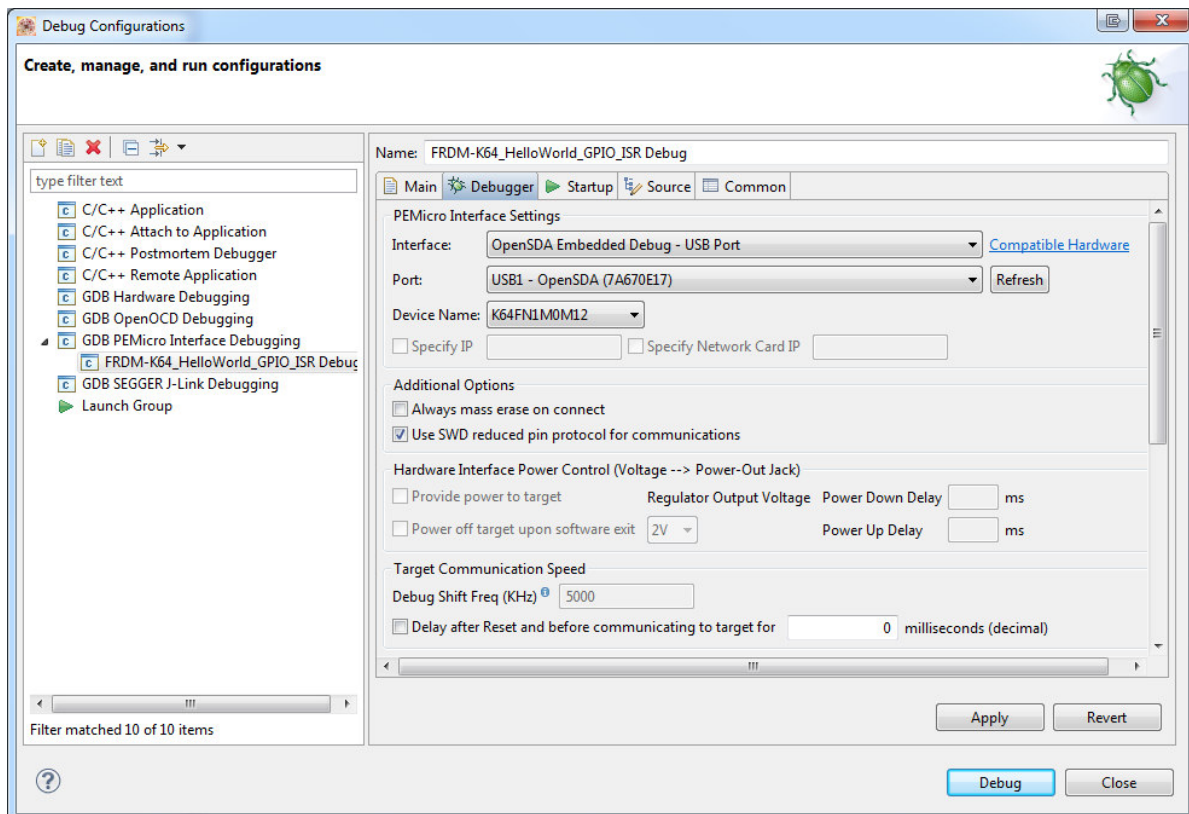 Debug Configurations
Create, manage, and run configurations
type filter text
C/C++ Application
C/C++ Attach to Application
C/C++ Postmortem Debugger
C/C++ Remote Application
GDB Hardware Debugging
GDB OpenOCD Debugging
GDB PEMicro Interface Debugging
FRDM-K64_HelloWorld_GPIO_ISR Debug
GDB SEGGER J-Link Debugging
Launch Group
Filter matched 10 of 10 items
Name: FRDM-K64_HelloWorld_GPIO_ISR Debug
Main Debugger Startup Source Common
PEMicro Interface Settings
Interface: OpenSDA Embedded Debug - USB Port Compatible Hardware
Port: USB1 - OpenSDA (7A670E17) Refresh
Device Name: K64FN1M0M12
Specify IP Specify Network Card IP
Additional Options
Always mass erase on connect
Use SWD reduced pin protocol for communications
Hardware Interface Power Control (Voltage --> Power-Out Jack)
Provide power to target Regulator Output Voltage Power Down Delay ms
Power off target upon software exit 2V Power Up Delay ms
Target Communication Speed
Debug Shift Freq (KHz) 5000
Delay after Reset and before communicating to target for 0 milliseconds (decimal)
Apply Revert
Debug Close